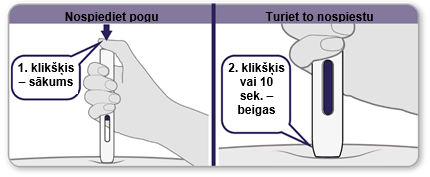 Nospiediet pogu
1. klikšķis
– sākums
Turiet to nospiestu
2. klikšķis
vai 10
sek. –
beigas